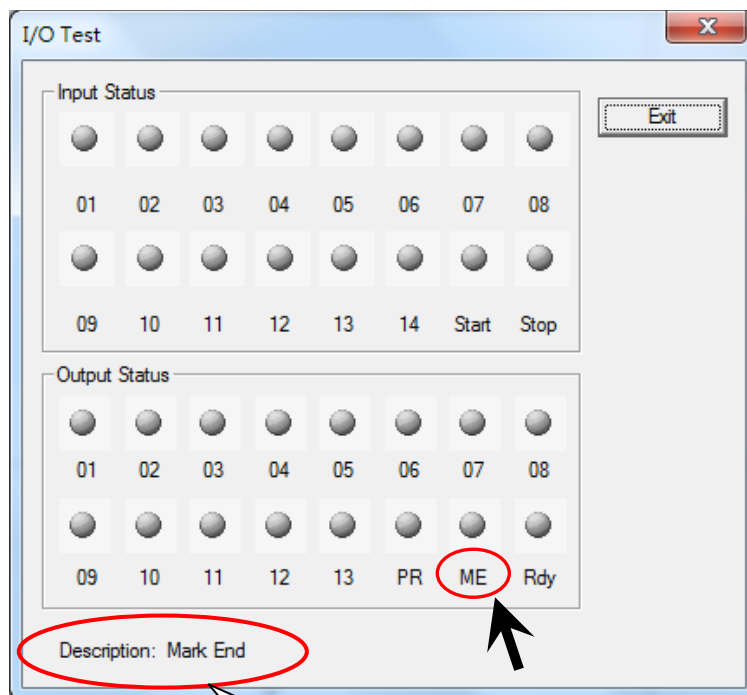 I/O Test
Input Status
Exit
01 02 03 04 05 06 07 08
09 10 11 12 13 14 Start Stop
Output Status
01 02 03 04 05 06 07 08
09 10 11 12 13 PR ME Rdy
Description: Mark End